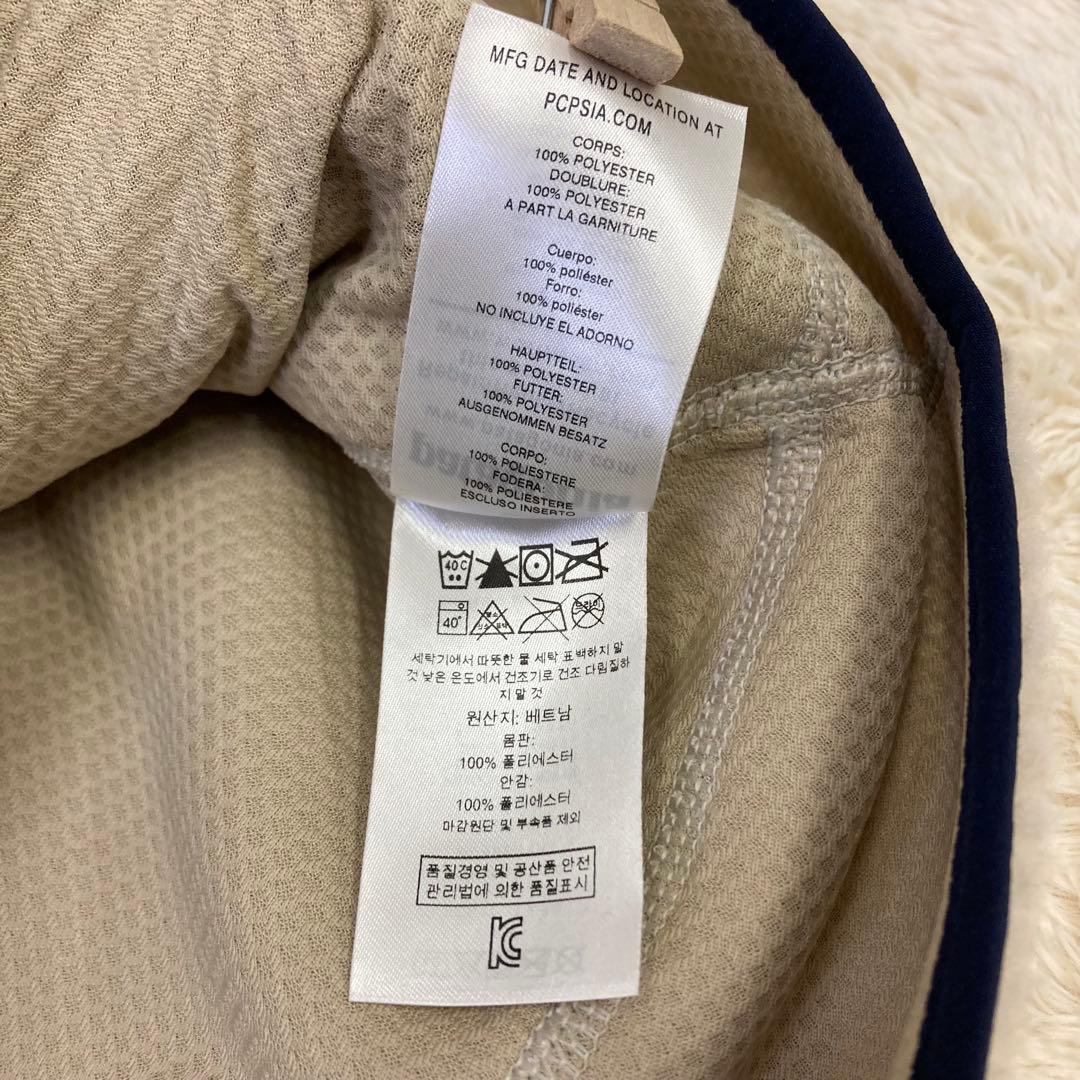 MFG DATE AND LOCATION AT
PCPSIA.COM
CORPS:
100% POLYESTER
DOUBLURE:
100% POLYESTER
A PART LA GARNITURE
Cuerpo:
100% poliéster
Forro:
100% poliéster
NO INCLUYE EL ADORNO
HAUPTTEIL:
100% POLYESTER
FUTTER:
100% POLYESTER
AUSGENOMMEN BESATZ
CORPO:
100% POLIESTERE
FODERA:
100% POLIESTERE
ESCLUSO INSERTO
40 C
40°
드라이
세탁기에서 따뜻한 물 세탁 표백하지 말
것 낮은 온도에서 건조기로 건조 다림질하
지 말 것
원산지: 베트남
몸판:
100% 폴리에스터
안감:
100% 폴리에스터
마감원단 및 부속품 제외
품질경영 및 공산품 안전
관리법에 의한 품질표시